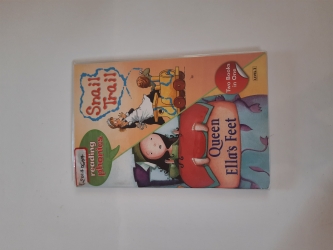 Snail
Trail
reading
phonics
Two Books
in One
Queen
Ella's Feet